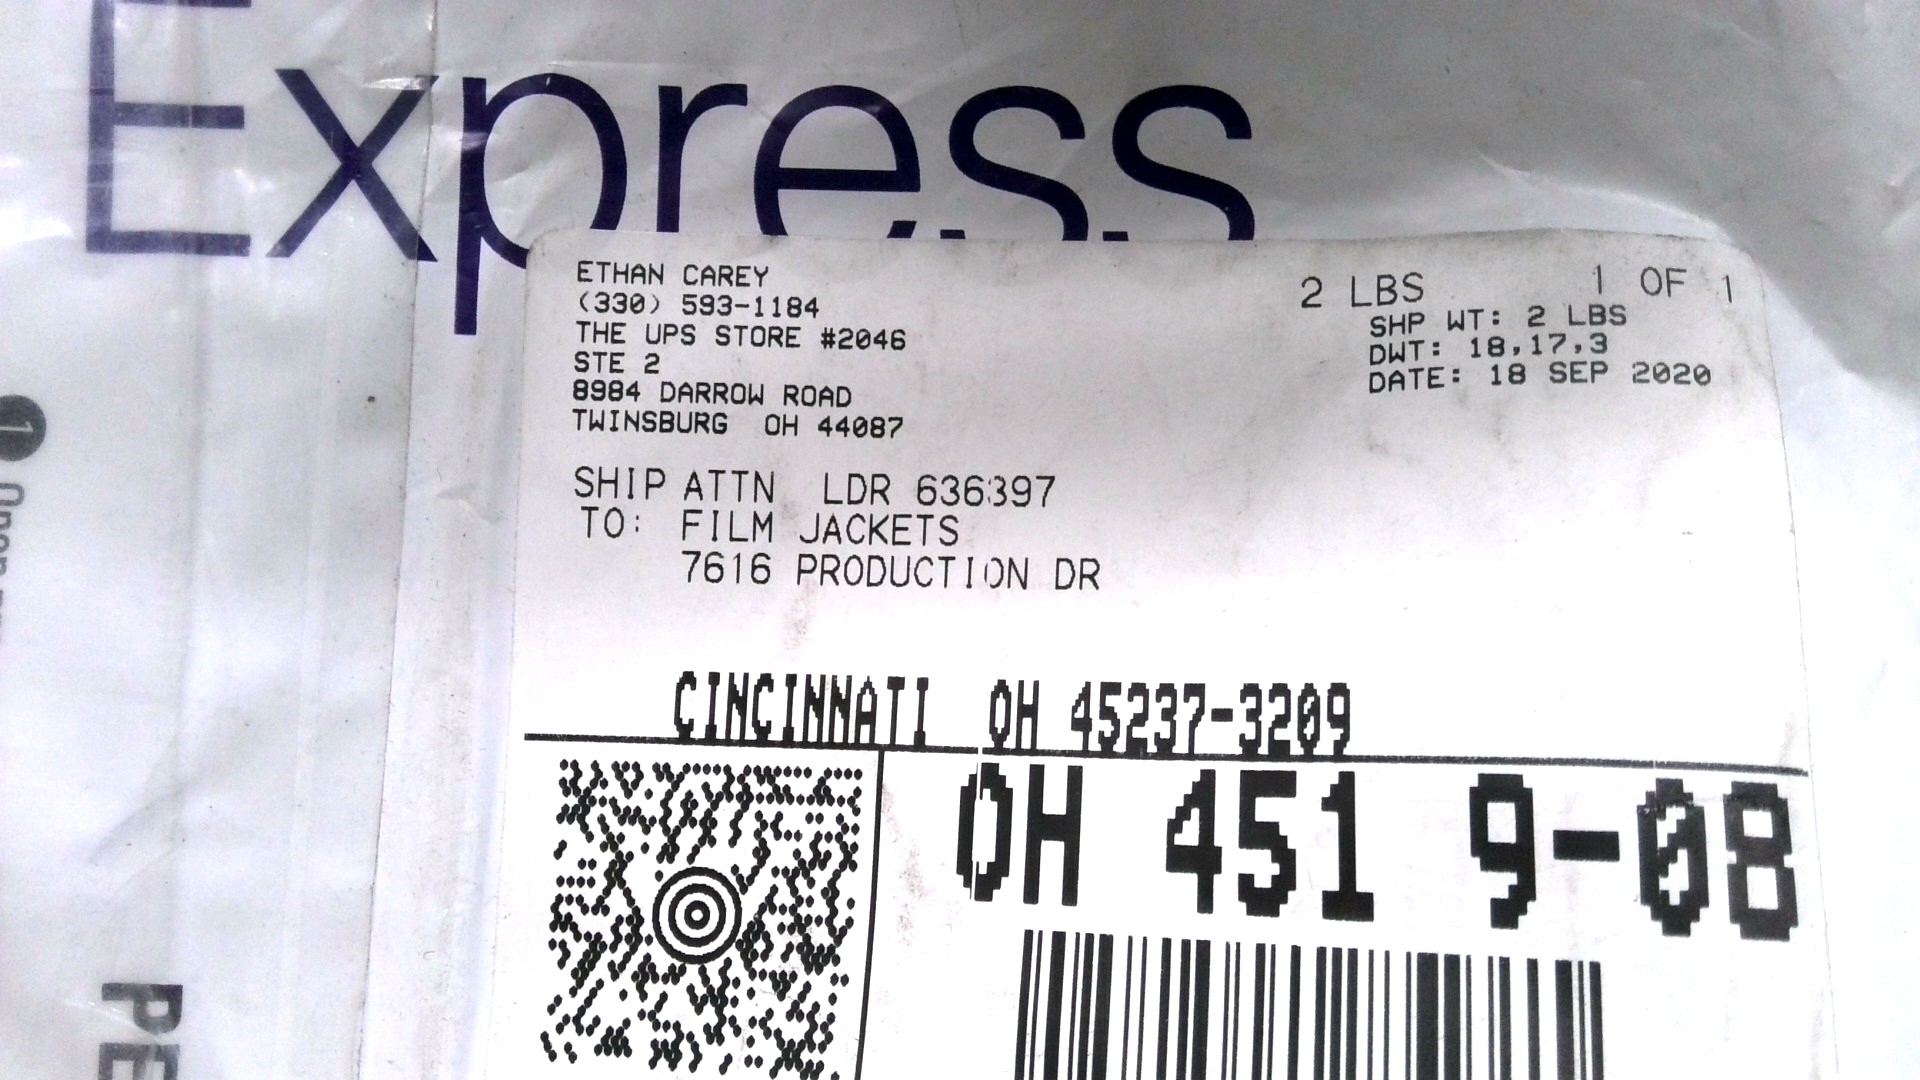 Express
ETHAN CAREY
(330) 593-1184
THE UPS STORE #2046
STE 2
8984 DARROW ROAD
TWINSBURG OH 44087
2 LBS 1 OF 1
SHP WT: 2 LBS
DWT: 18,17,3
DATE: 18 SEP 2020
SHIP ATTN LDR 636397
TO: FILM JACKETS
7616 PRODUCTION DR
CINCINNATI OH 45237-3209
OH 451 9-08
1